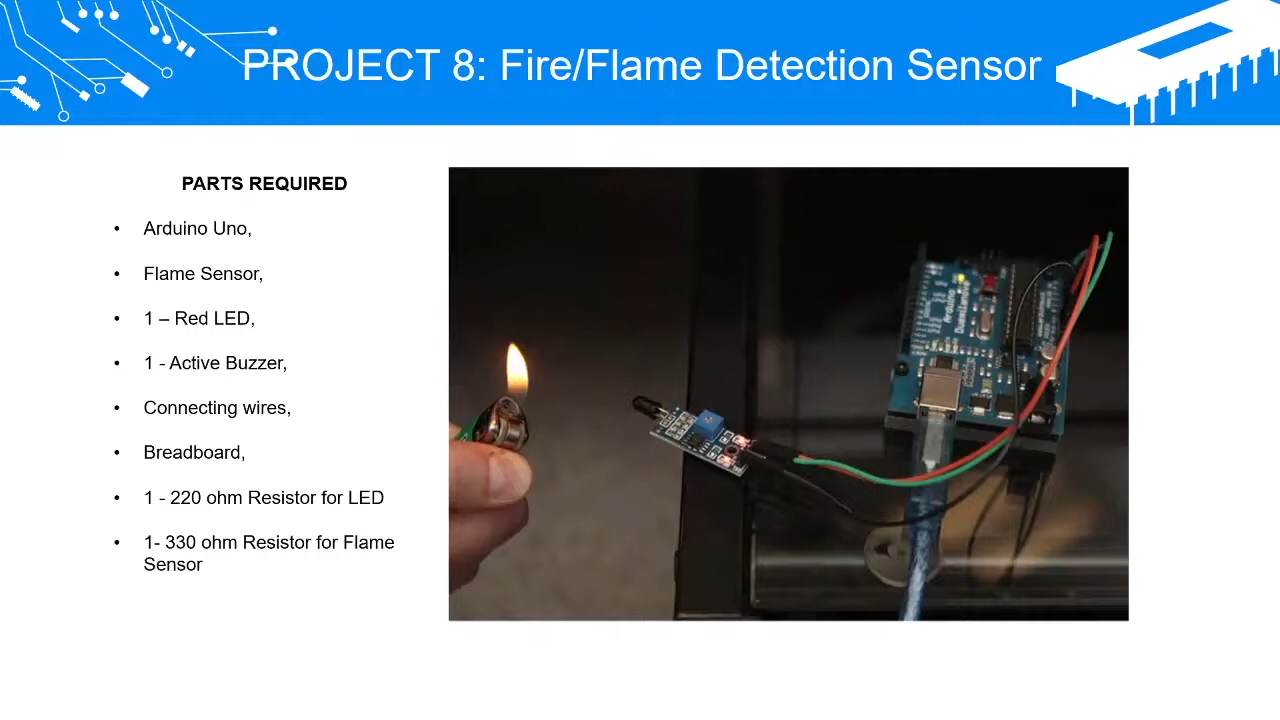 PROJECT 8: Fire/Flame Detection Sensor
PARTS REQUIRED
• Arduino Uno,
• Flame Sensor,
• 1 – Red LED,
• 1 - Active Buzzer,
• Connecting wires,
• Breadboard,
• 1 - 220 ohm Resistor for LED
• 1- 330 ohm Resistor for Flame
Sensor
Arduino